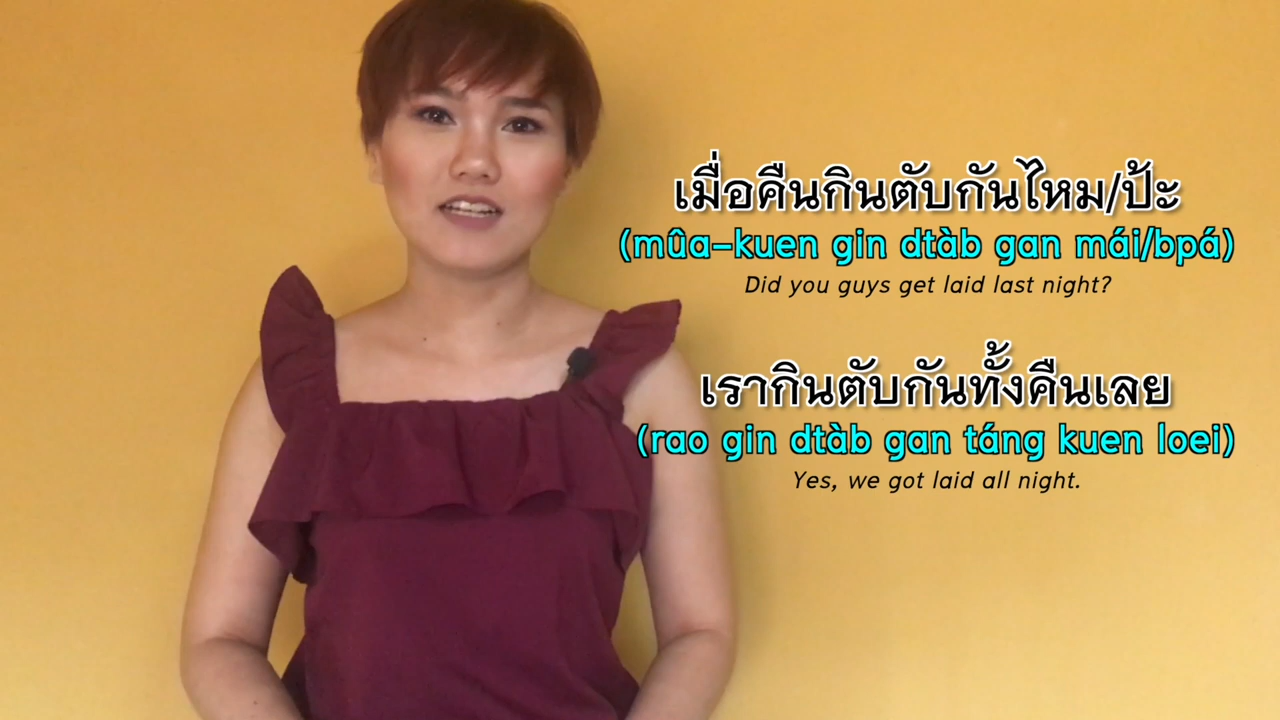 เมื่อคืนกินตับกันไหม/ป้ะ
(mûa-kuen gin dtàb gan mái/bpá)
Did you guys get laid last night?
เรากินตับกันทั้งคืนเลย
(rao gin dtàb gan táng kuen loei)
Yes, we got laid all night.